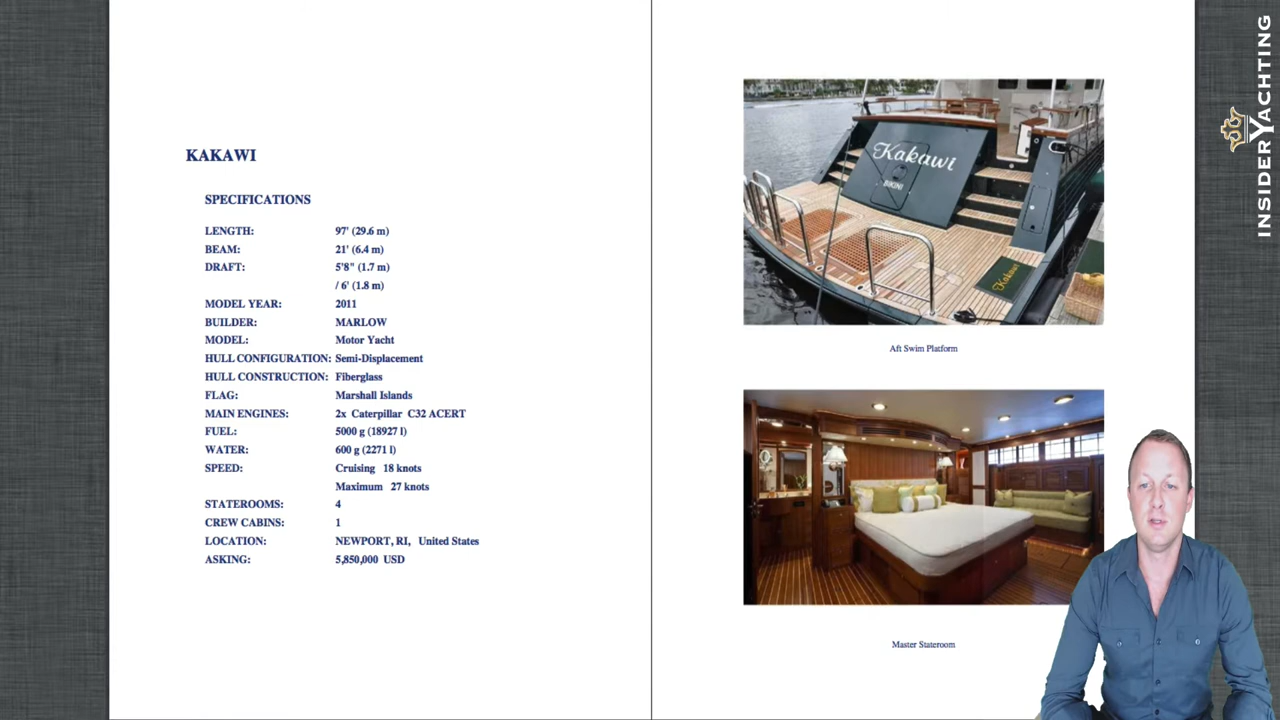 KAKAWI
SPECIFICATIONS
LENGTH: 97' (29.6 m)
BEAM: 21' (6.4 m)
DRAFT: 5'8" (1.7 m)
/ 6' (1.8 m)
MODEL YEAR: 2011
BUILDER: MARLOW
MODEL: Motor Yacht
HULL CONFIGURATION: Semi-Displacement
HULL CONSTRUCTION: Fiberglass
FLAG: Marshall Islands
MAIN ENGINES: 2x Caterpillar C32 ACERT
FUEL: 5000 g (18927 l)
WATER: 600 g (2271 l)
SPEED: Cruising 18 knots
Maximum 27 knots
STATEROOMS: 4
CREW CABINS: 1
LOCATION: NEWPORT, RI, United States
ASKING: 5,850,000 USD
Kakawi
BIKINI
Kakawi
Aft Swim Platform
Master Stateroom
INSIDER YACHTING